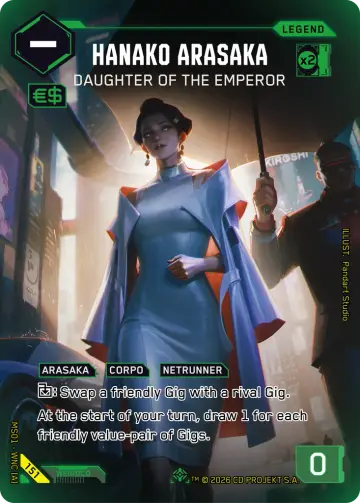 LEGEND
—
HANAKO ARASAKA
x2
DAUGHTER OF THE EMPEROR
€$
KIROSHI
ILLUST. Pandart Studio
ARASAKA CORPO NETRUNNER
: Swap a friendly Gig with a rival Gig.
At the start of your turn, draw 1 for each
friendly value-pair of Gigs.
151
0
™ © 2026 CD PROJEKT S.A.